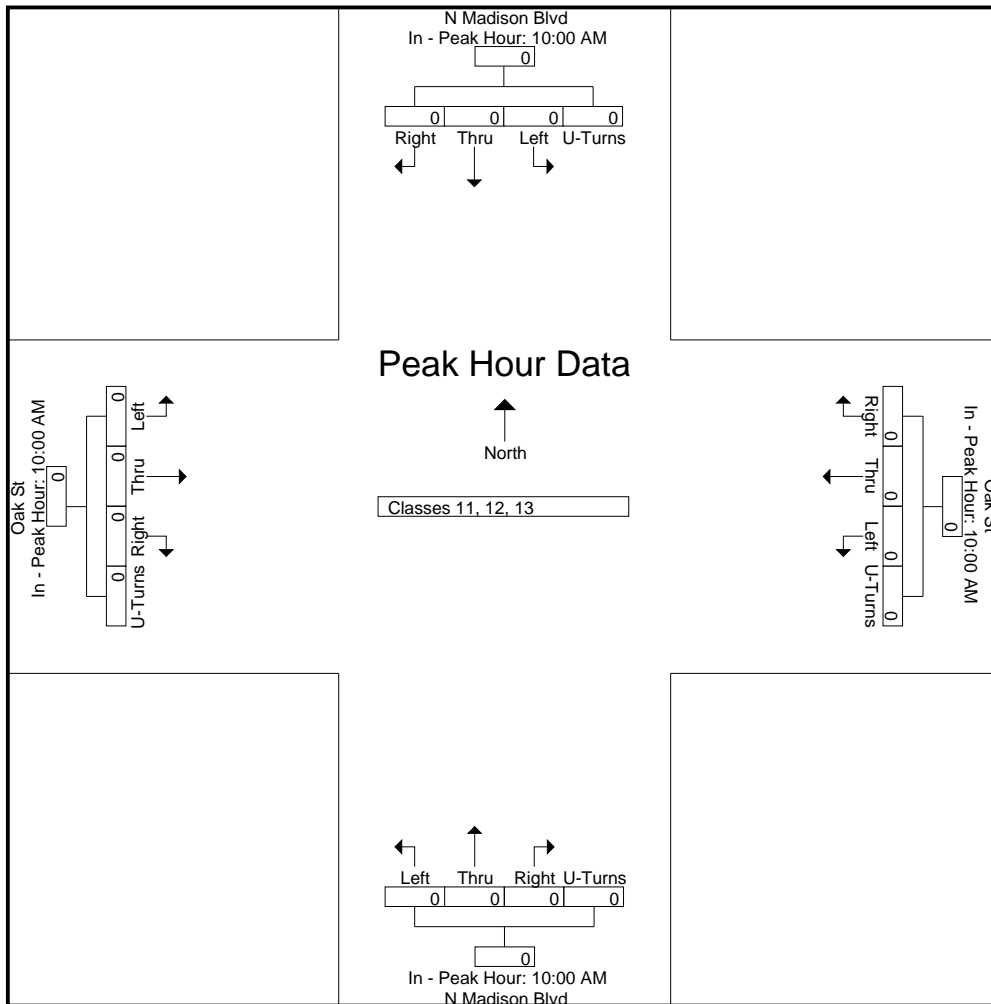 N Madison Blvd
In - Peak Hour: 10:00 AM
0
0 0 0 0
Right Thru Left U-Turns
Peak Hour Data
North
Classes 11, 12, 13
Oak St
In - Peak Hour: 10:00 AM
0
0 0 0 0
Left Thru Right U-Turns
Oak St
In - Peak Hour: 10:00 AM
0
0 0 0 0
Right Thru Left U-Turns
Left Thru Right U-Turns
0 0 0 0
0
In - Peak Hour: 10:00 AM
N Madison Blvd